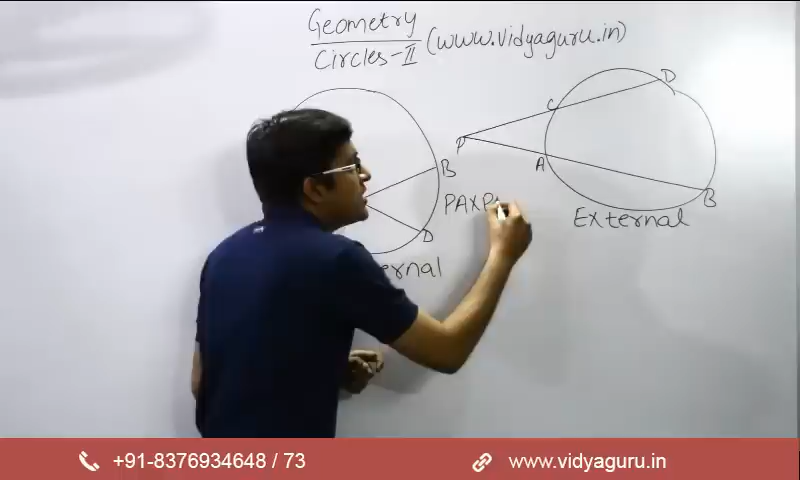 Geometry
Circles-II (www.vidyaguru.in)
D
C
P
A
B
B
D
PAXP
External
ernal
+91-8376934648 / 73
www.vidyaguru.in